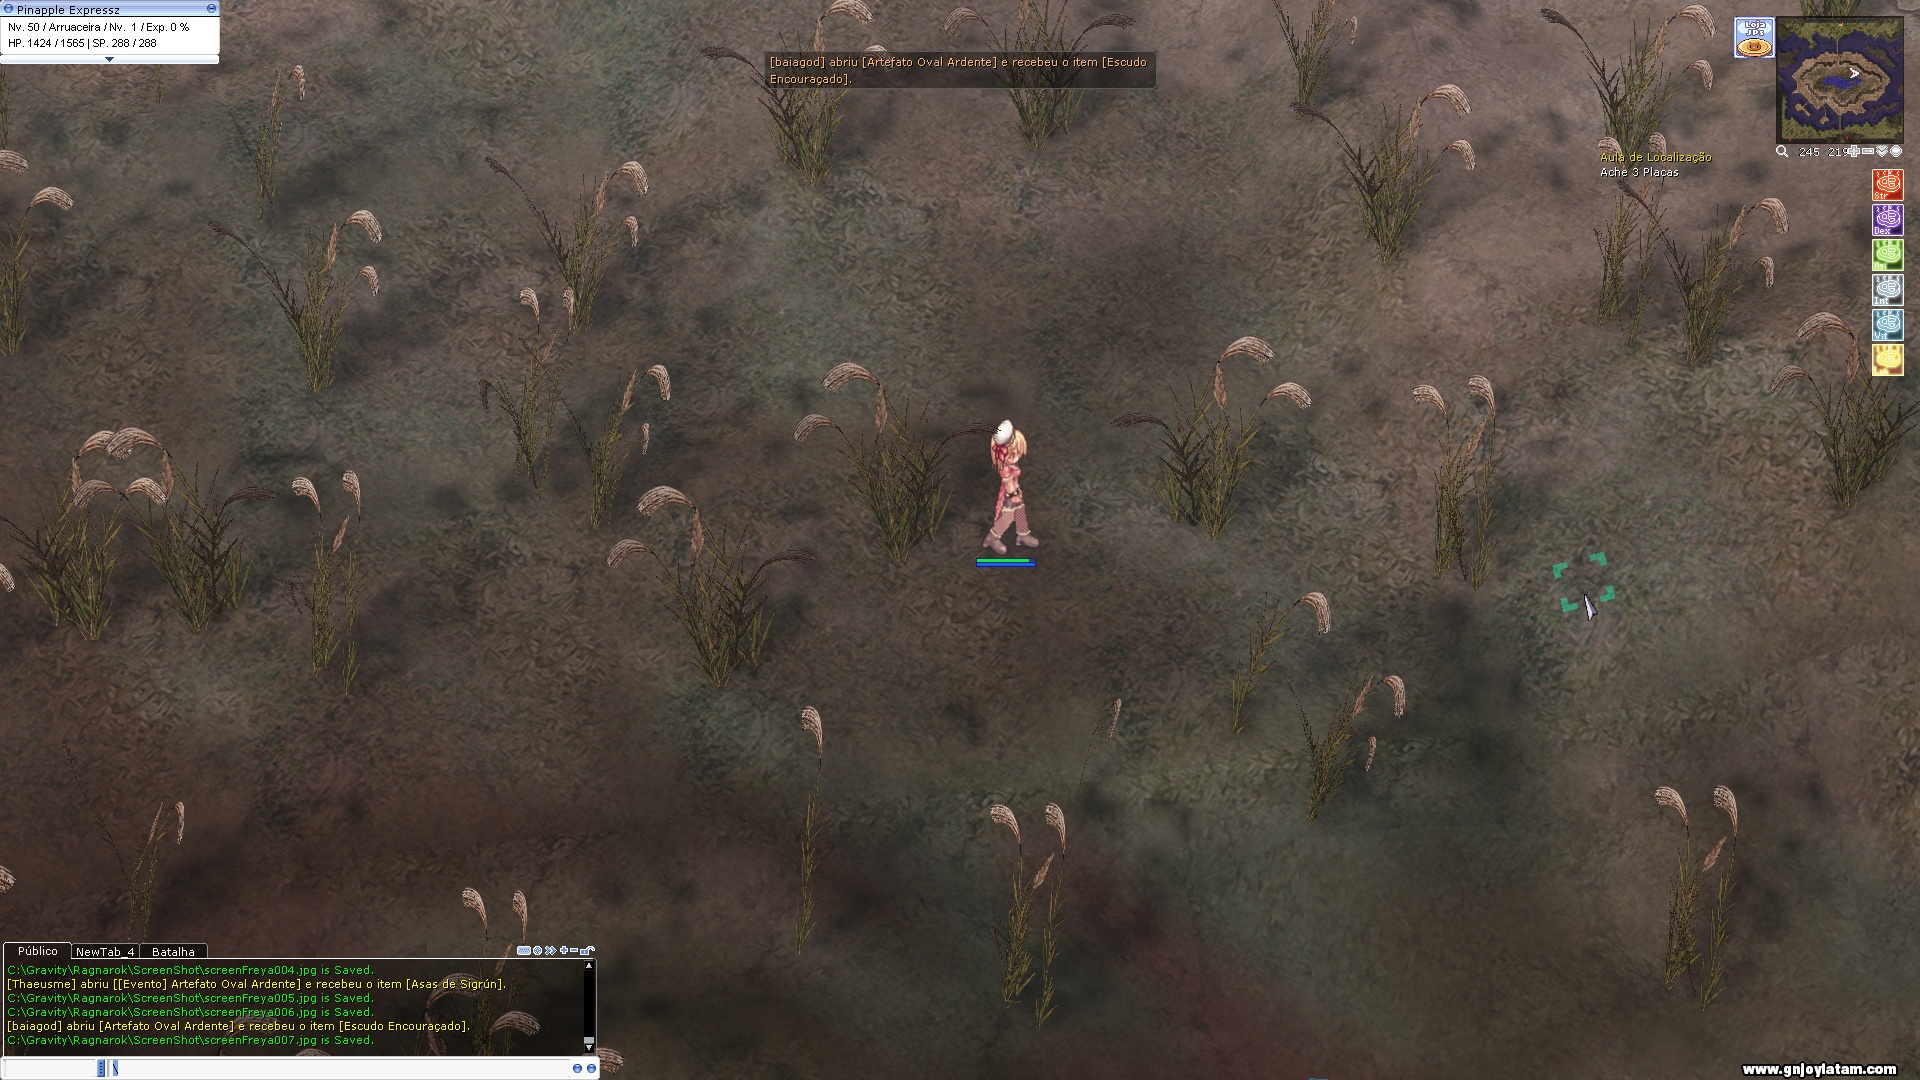 Pinapple Expressz
Nv. 50 / Arruaceira / Nv. 1 / Exp. 0 %
HP. 1424 / 1565 | SP. 288 / 288
[baiagod] abriu [Artefato Oval Ardente] e recebeu o item [Escudo
Encouraçado].
Loja
JPs
245 219
Aula de Localização
Ache 3 Placas
Str
Dex
Int
Vit
Público NewTab_4 Batalha
C:\Gravity\Ragnarok\ScreenShot\screenFreya004.jpg is Saved.
[Thaeusme] abriu [[Evento] Artefato Oval Ardente] e recebeu o item [Asas de Sigrún].
C:\Gravity\Ragnarok\ScreenShot\screenFreya005.jpg is Saved.
C:\Gravity\Ragnarok\ScreenShot\screenFreya006.jpg is Saved.
[baiagod] abriu [Artefato Oval Ardente] e recebeu o item [Escudo Encouraçado].
C:\Gravity\Ragnarok\ScreenShot\screenFreya007.jpg is Saved.
www.gnjoylatam.com